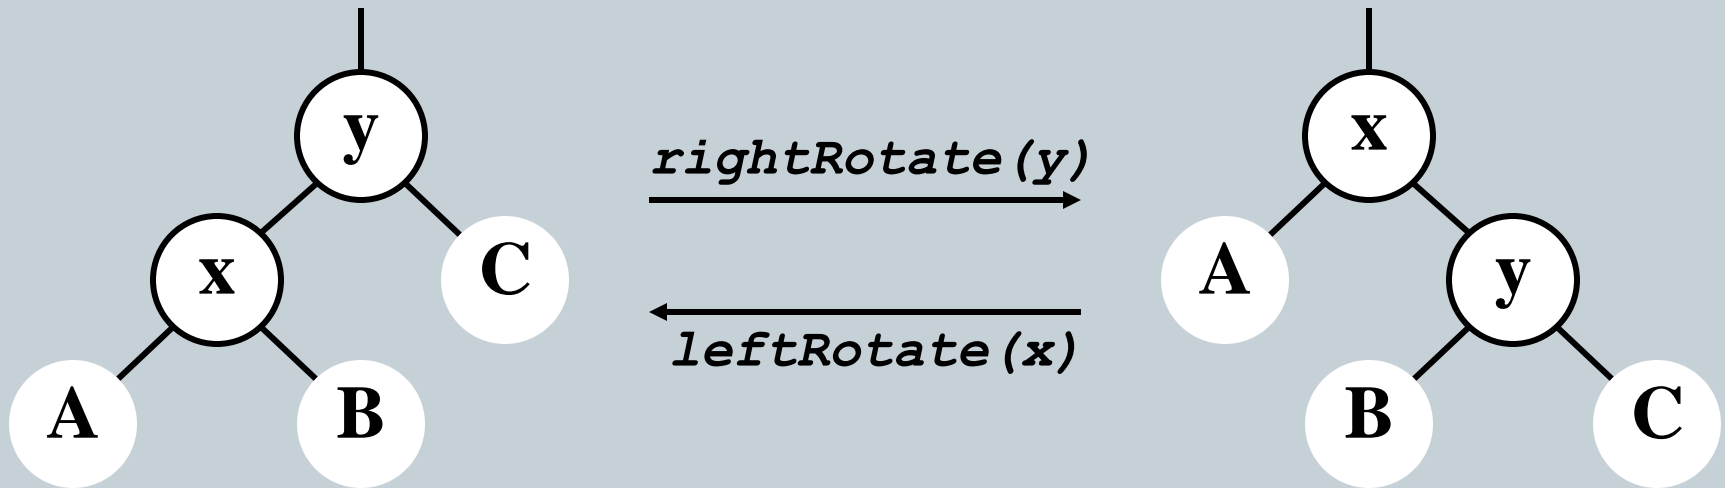 y
x
C
A
B
rightRotate(y)
leftRotate(x)
x
A
y
B
C